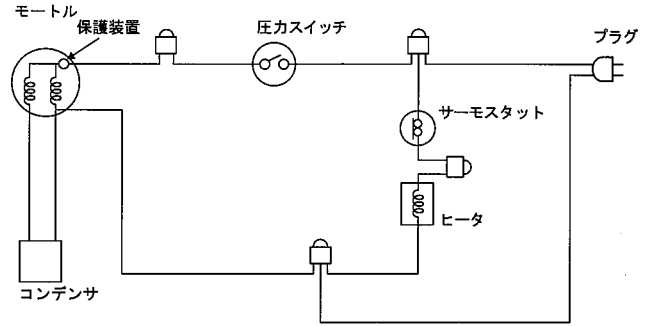 モートル
保護装置
圧力スイッチ
プラグ
サーモスタット
ヒータ
コンデンサ